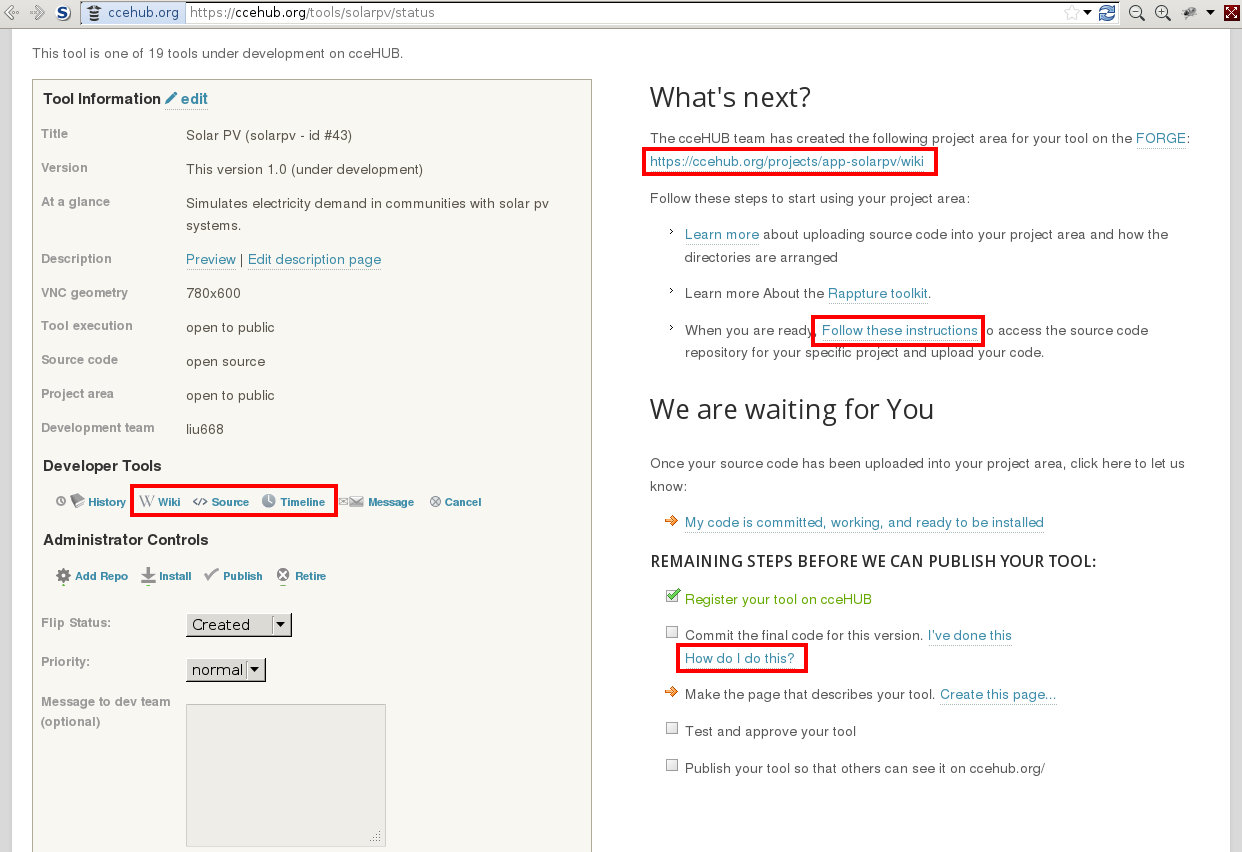 ccehub.org https://ccehub.org/tools/solarpv/status
This tool is one of 19 tools under development on cceHUB.
Tool Information edit
Title Solar PV (solarpv - id #43)
Version This version 1.0 (under development)
At a glance Simulates electricity demand in communities with solar pv
systems.
Description Preview | Edit description page
VNC geometry 780x600
Tool execution open to public
Source code open source
Project area open to public
Development team liu668
Developer Tools
History Wiki Source Timeline Message Cancel
Administrator Controls
Add Repo Install Publish Retire
Flip Status: Created
Priority: normal
Message to dev team
(optional)
What's next?
The cceHUB team has created the following project area for your tool on the FORGE:
https://ccehub.org/projects/app-solarpv/wiki
Follow these steps to start using your project area:
Learn more about uploading source code into your project area and how the
directories are arranged
Learn more About the Rappture toolkit.
When you are ready, Follow these instructions o access the source code
repository for your specific project and upload your code.
We are waiting for You
Once your source code has been uploaded into your project area, click here to let us
know:
My code is committed, working, and ready to be installed
REMAINING STEPS BEFORE WE CAN PUBLISH YOUR TOOL:
Register your tool on cceHUB
Commit the final code for this version. I've done this
How do I do this?
Make the page that describes your tool. Create this page...
Test and approve your tool
Publish your tool so that others can see it on ccehub.org/